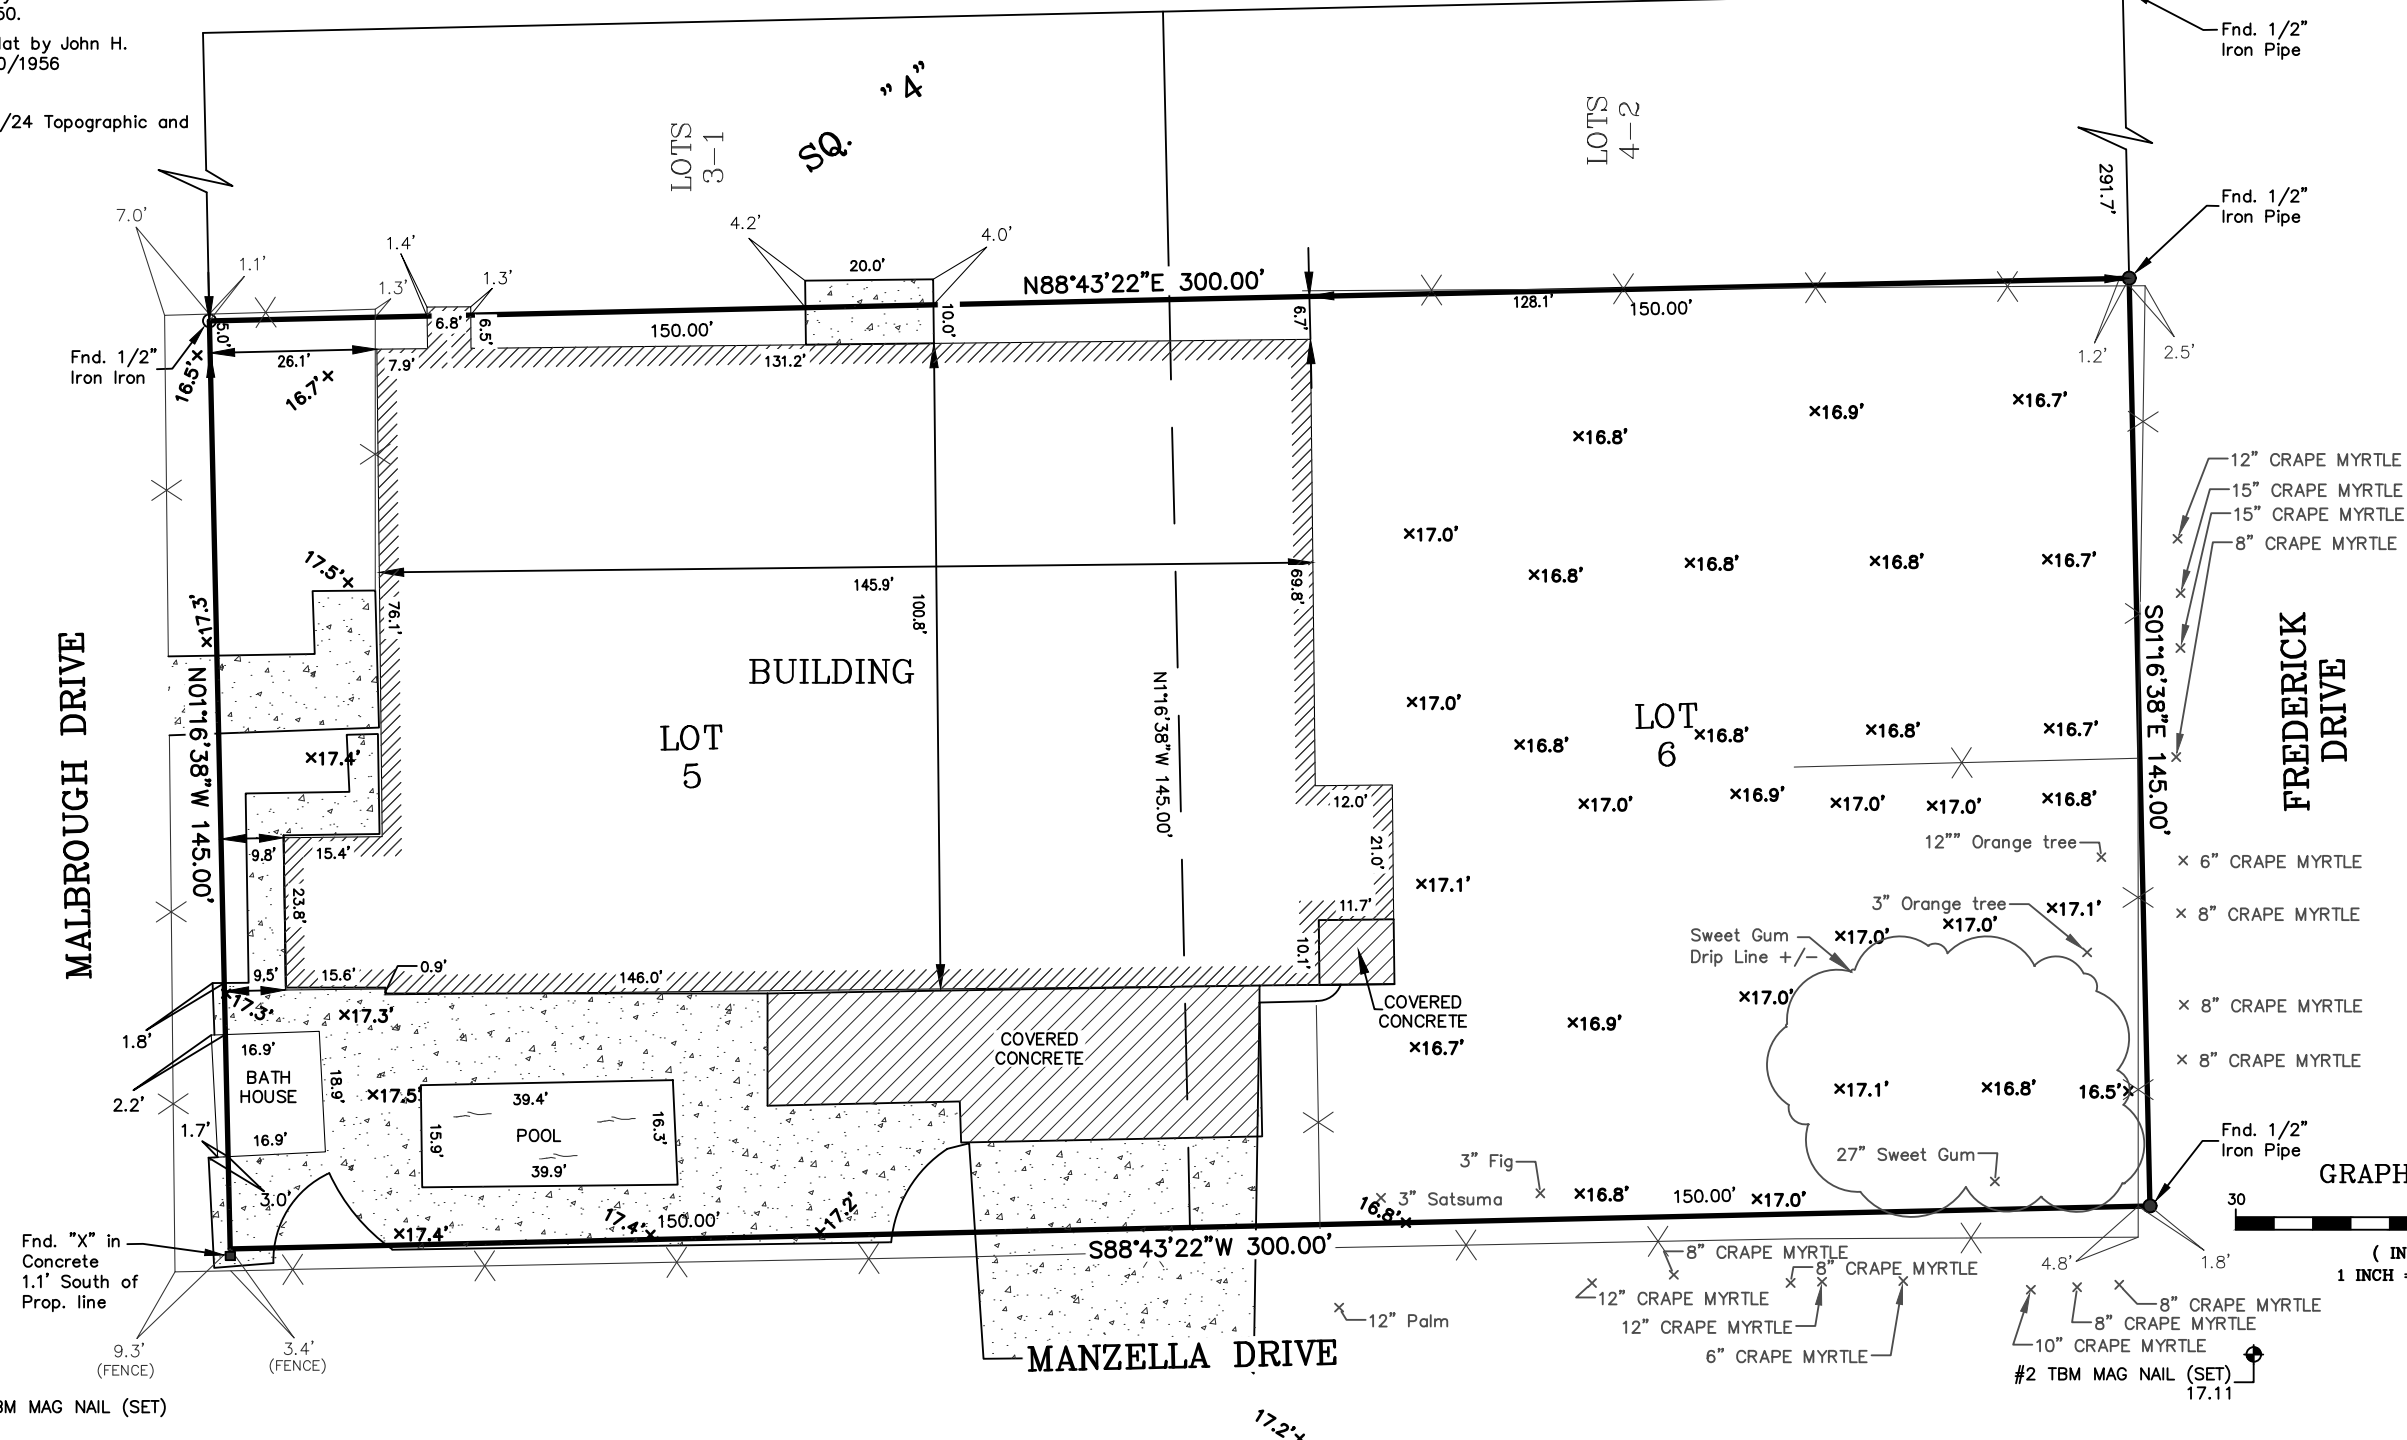 50.
lat by John H.
0/1956
/24 Topographic and
Fnd. 1/2"
Iron Pipe
SQ. "4"
LOTS
3-1
LOTS
4-2
291.7'
Fnd. 1/2"
Iron Pipe
7.0'
1.1'
1.4'
1.3'
1.3'
4.2'
4.0'
20.0'
N88°43'22"E 300.00'
5.0'
6.8'
6.5'
150.00'
10.0'
6.7'
128.1'
150.00'
1.2'
2.5'
Fnd. 1/2"
Iron Iron
16.5'
26.1'
16.7'
7.9'
131.2'
16.9'
16.7'
16.8'
12" CRAPE MYRTLE
15" CRAPE MYRTLE
15" CRAPE MYRTLE
8" CRAPE MYRTLE
17.5'
17.3'
76.1'
145.9'
100.8'
69.8'
17.0'
16.8'
16.8'
16.8'
16.7'
MALBROUGH DRIVE
N01°16'38"W 145.00'
BUILDING
LOT
5
N1°16'38"W 145.00'
17.4'
17.0'
LOT
6
16.8'
16.8'
16.8'
16.7'
S01°16'38"E 145.00'
FREDERICK
DRIVE
12.0'
17.0'
16.9'
17.0'
17.0'
16.8'
9.8'
15.4'
23.8'
21.0'
12"" Orange tree
6" CRAPE MYRTLE
17.1'
11.7'
10.1'
3" Orange tree
17.1'
17.0'
17.0'
8" CRAPE MYRTLE
Sweet Gum
Drip Line +/-
9.5'
15.6'
0.9'
146.0'
17.3'
17.3'
1.8'
COVERED
CONCRETE
COVERED
CONCRETE
17.0'
16.9'
16.7'
8" CRAPE MYRTLE
8" CRAPE MYRTLE
16.9'
BATH
HOUSE
18.9'
16.9'
2.2'
1.7'
3.0'
17.5'
39.4'
15.9'
POOL
16.3'
39.9'
17.1'
16.8'
16.5'
27" Sweet Gum
Fnd. 1/2"
Iron Pipe
3" Fig
3" Satsuma
16.8'
16.8'
150.00'
17.0'
17.4'
17.4'
150.00'
17.2'
S88°43'22"W 300.00'
GRAPH
30
( IN
1 INCH =
Fnd. "X" in
Concrete
1.1' South of
Prop. line
4.8'
1.8'
8" CRAPE MYRTLE
8" CRAPE MYRTLE
12" CRAPE MYRTLE
12" CRAPE MYRTLE
6" CRAPE MYRTLE
12" Palm
8" CRAPE MYRTLE
8" CRAPE MYRTLE
10" CRAPE MYRTLE
9.3'
(FENCE)
3.4'
(FENCE)
MANZELLA DRIVE
#2 TBM MAG NAIL (SET)
17.11
BM MAG NAIL (SET)
17.2'